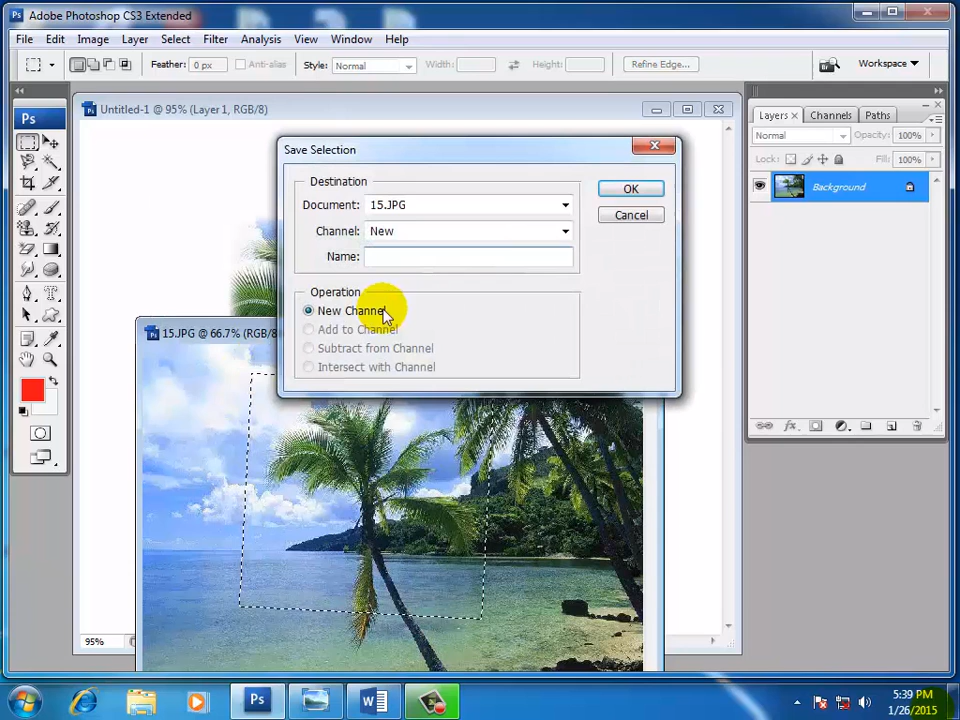 Ps Adobe Photoshop CS3 Extended
File Edit Image Layer Select Filter Analysis View Window Help
Feather: 0 px Anti-alias Style: Normal Width: Height: Refine Edge... Workspace
Ps
Untitled-1 @ 95% (Layer 1, RGB/8)
Layers × Channels Paths
Normal Opacity: 100%
Lock: Fill: 100%
Background
Save Selection
Destination
Document: 15.JPG
OK
Channel: New
Cancel
Name:
Operation
New Channel
Add to Channel
Subtract from Channel
Intersect with Channel
15.JPG @ 66.7% (RGB/8
95%
Ps
W
5:39 PM
1/26/2015